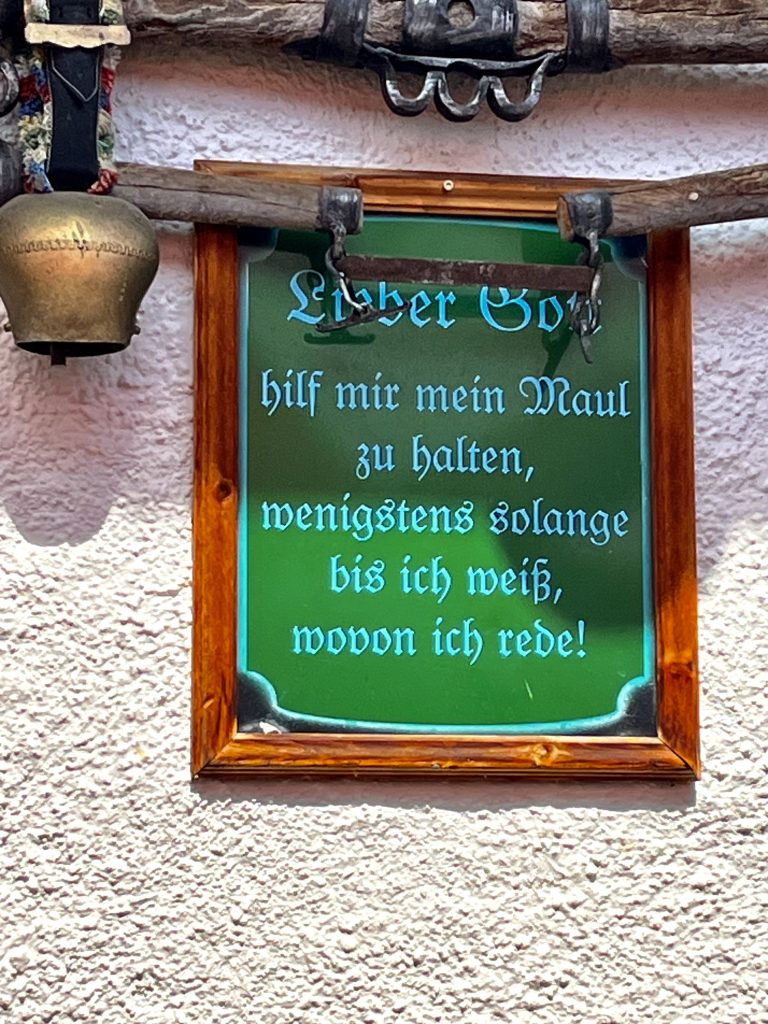 Lieber Gott
hilf mir mein Maul
zu halten,
wenigstens solange
bis ich weiß,
wovon ich rede!